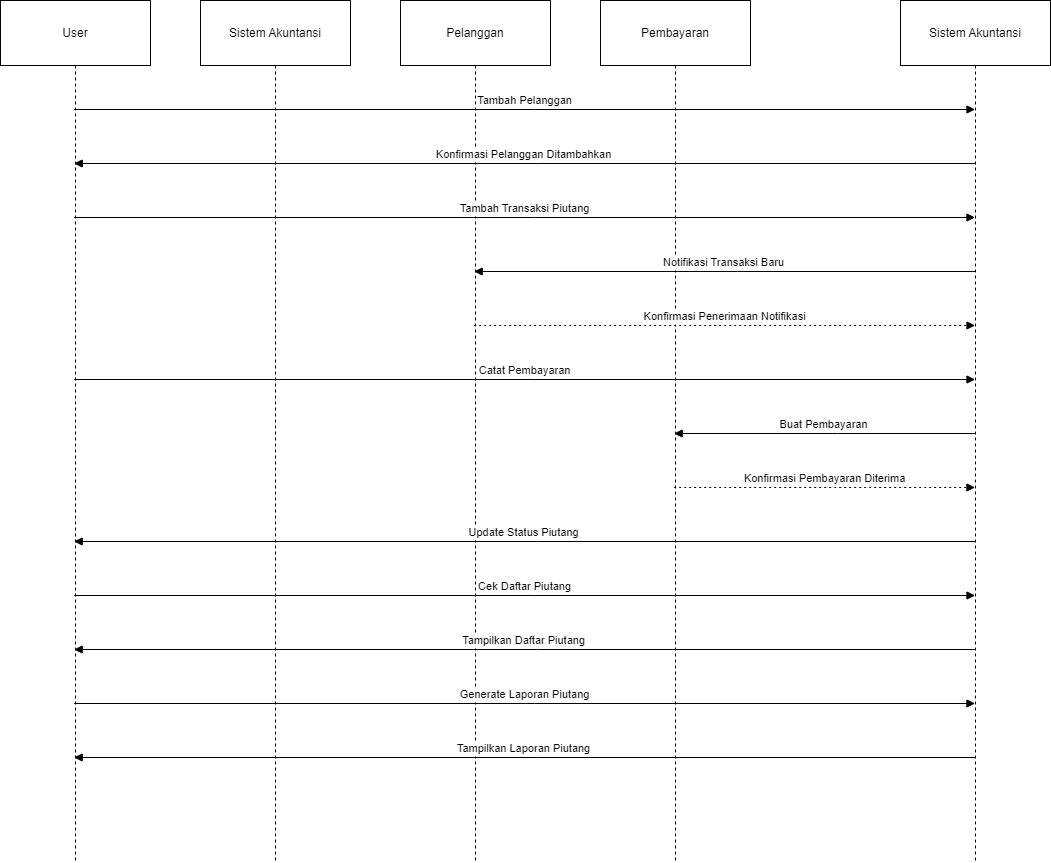 User
Sistem Akuntansi
Pelanggan
Pembayaran
Sistem Akuntansi
Tambah Pelanggan
Konfirmasi Pelanggan Ditambahkan
Tambah Transaksi Piutang
Notifikasi Transaksi Baru
Konfirmasi Penerimaan Notifikasi
Catat Pembayaran
Buat Pembayaran
Konfirmasi Pembayaran Diterima
Update Status Piutang
Cek Daftar Piutang
Tampilkan Daftar Piutang
Generate Laporan Piutang
Tampilkan Laporan Piutang